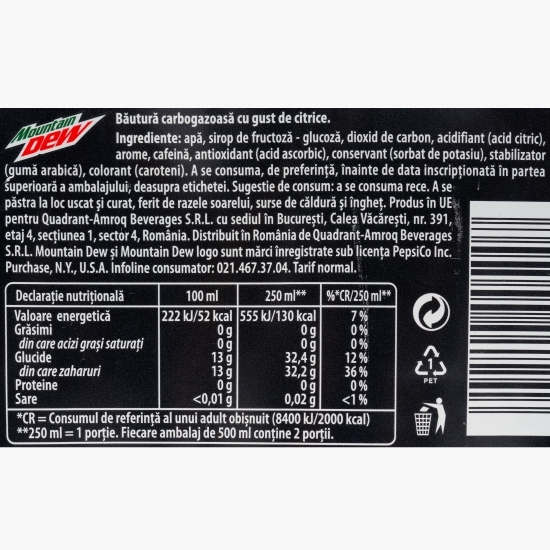 Mountain
DEW
Băutură carbogazoasă cu gust de citrice.
Ingrediente: apă, sirop de fructoză - glucoză, dioxid de carbon, acidifiant (acid citric),
arome, cafeină, antioxidant (acid ascorbic), conservant (sorbat de potasiu), stabilizator
(gumă arabică), colorant (caroteni). A se consuma, de preferință, înainte de data inscripționată în partea
superioară a ambalajului, deasupra etichetei. Sugestie de consum: a se consuma rece. A se
păstra la loc uscat și curat, ferit de razele soarelui, surse de căldură și îngheț. Produs în UE
pentru Quadrant-Amroq Beverages S.R.L. cu sediul în București, Calea Văcărești, nr. 391,
etaj 4, secțiunea 1, sector 4, România. Distribuit în România de Quadrant-Amroq Beverages
S.R.L. Mountain Dew și Mountain Dew logo sunt mărci înregistrate sub licența PepsiCo Inc.
Purchase, N.Y., U.S.A. Infoline consumator: 021.467.37.04. Tarif normal.
Declarație nutrițională 100 ml 250 ml** %*CR/250 ml**
Valoare energetică 222 kJ/52 kcal 555 kJ/130 kcal 7 %
Grăsimi 0 g 0 g 0 %
din care acizi grași saturați 0 g 0 g 0 %
Glucide 13 g 32,4 g 12 %
din care zaharuri 13 g 32,2 g 36 %
Proteine 0 g 0 g 0 %
Sare <0,01 g 0,02 g <1 %
*CR = Consumul de referință al unui adult obișnuit (8400 kJ/2000 kcal)
**250 ml = 1 porție. Fiecare ambalaj de 500 ml conține 2 porții.
1
PET